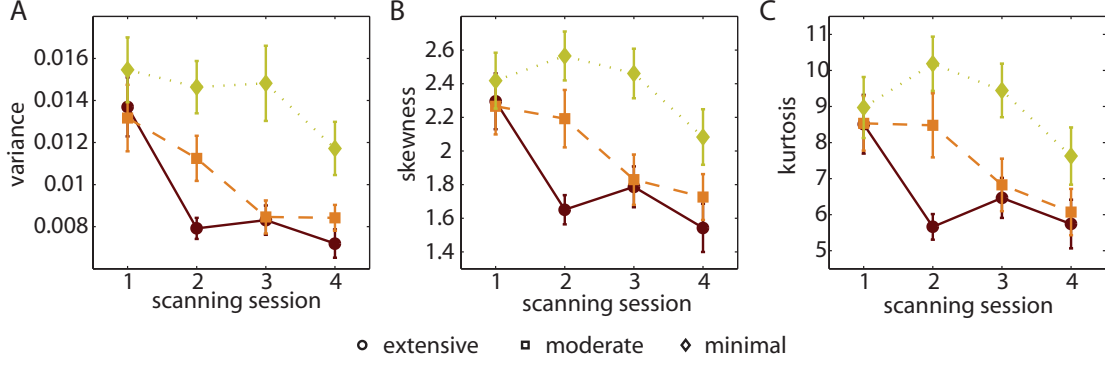 A
variance
0.016
0.014
0.012
0.01
0.008
1 2 3 4
scanning session
B
skewness
2.6
2.4
2.2
2
1.8
1.6
1.4
1 2 3 4
scanning session
C
kurtosis
11
10
9
8
7
6
5
1 2 3 4
scanning session
extensive moderate minimal